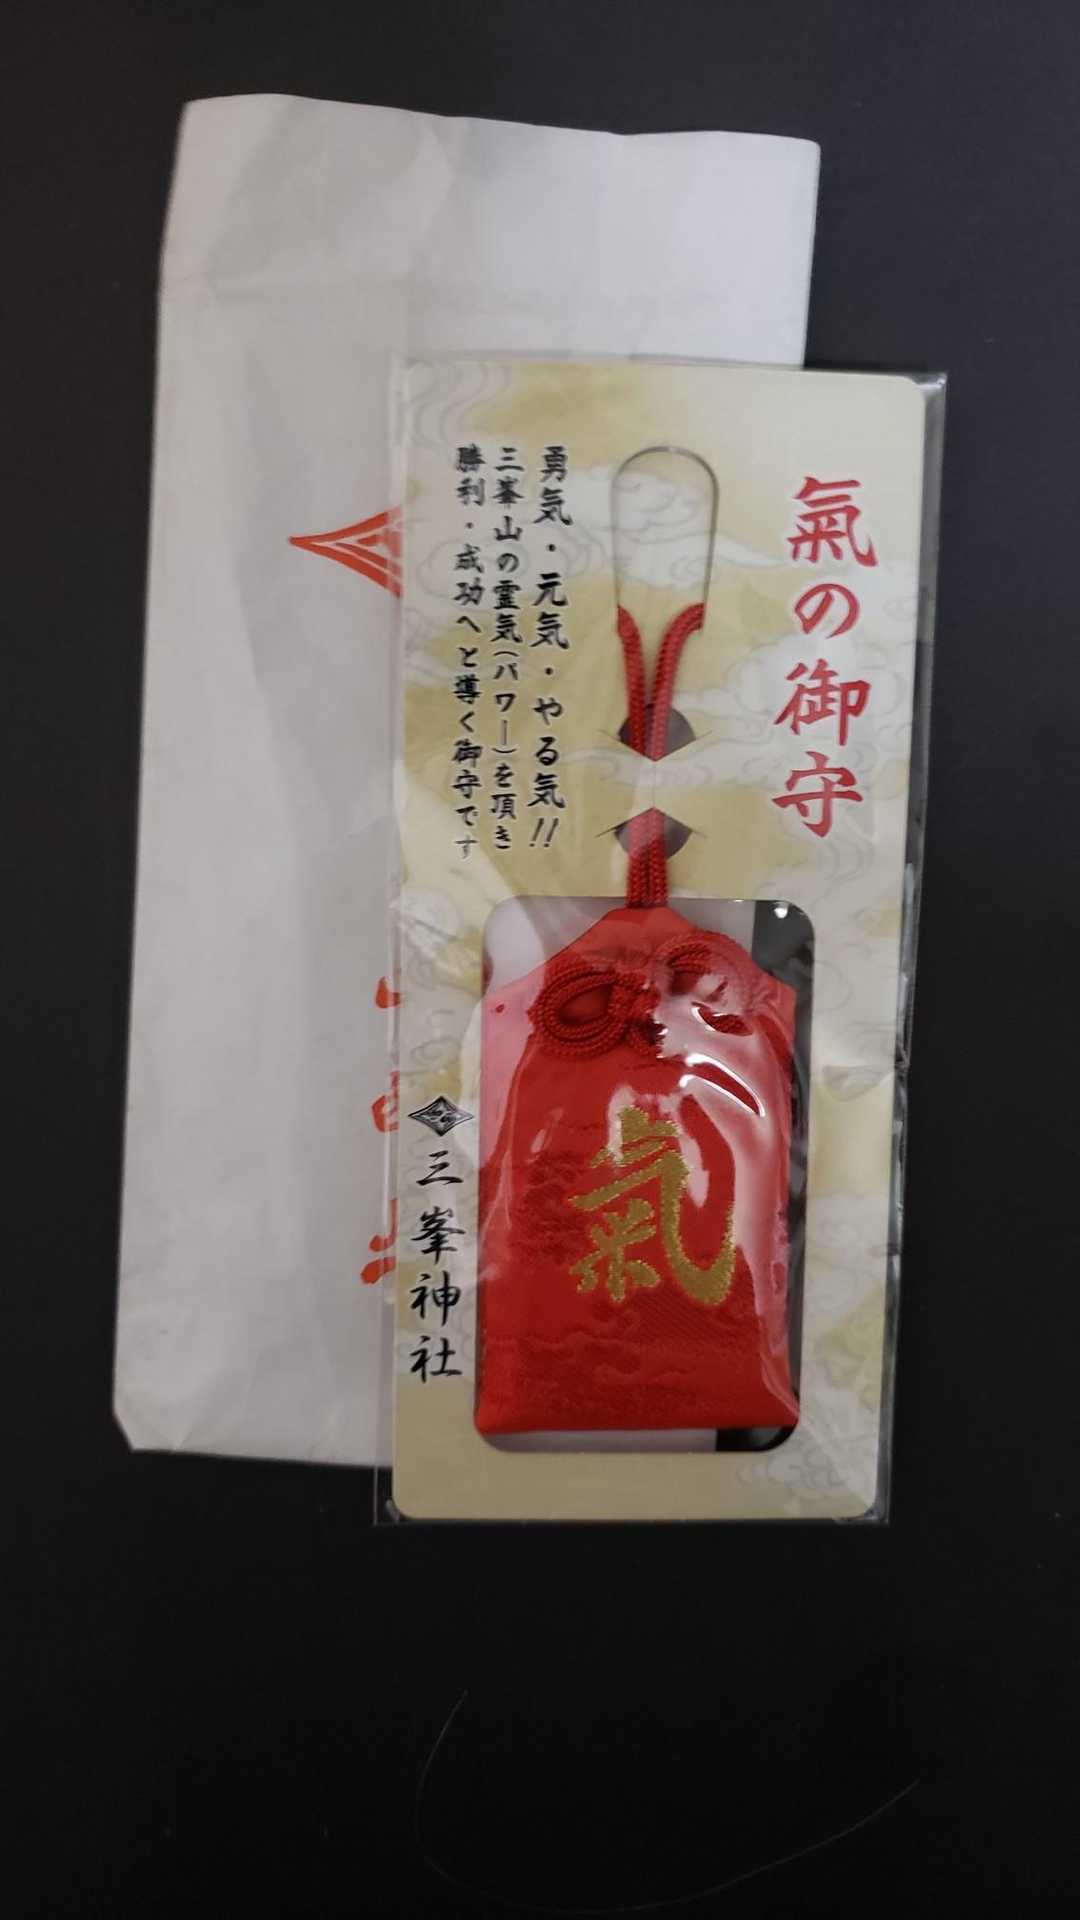 氣の御守
勇気・元気・やる気!!
三峯山の霊気(パワー)を頂き
勝利・成功へと導く御守です
氣
三峯神社